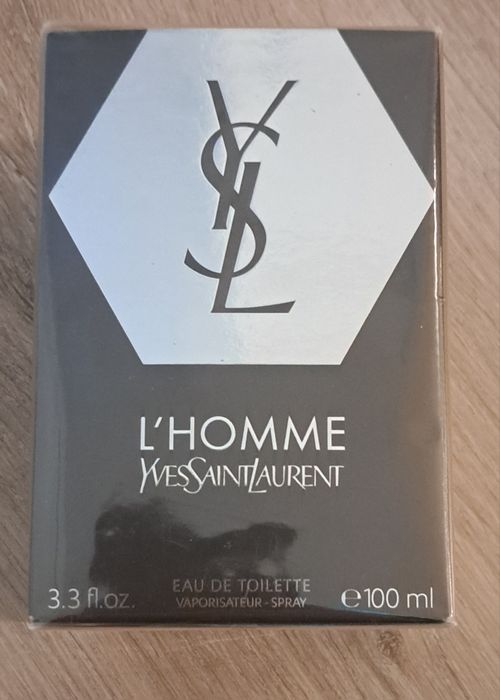 YSL
L'HOMME
YVESSAINTLAURENT
EAU DE TOILETTE
3.3 fl.oz. VAPORISATEUR - SPRAY ℮100 ml